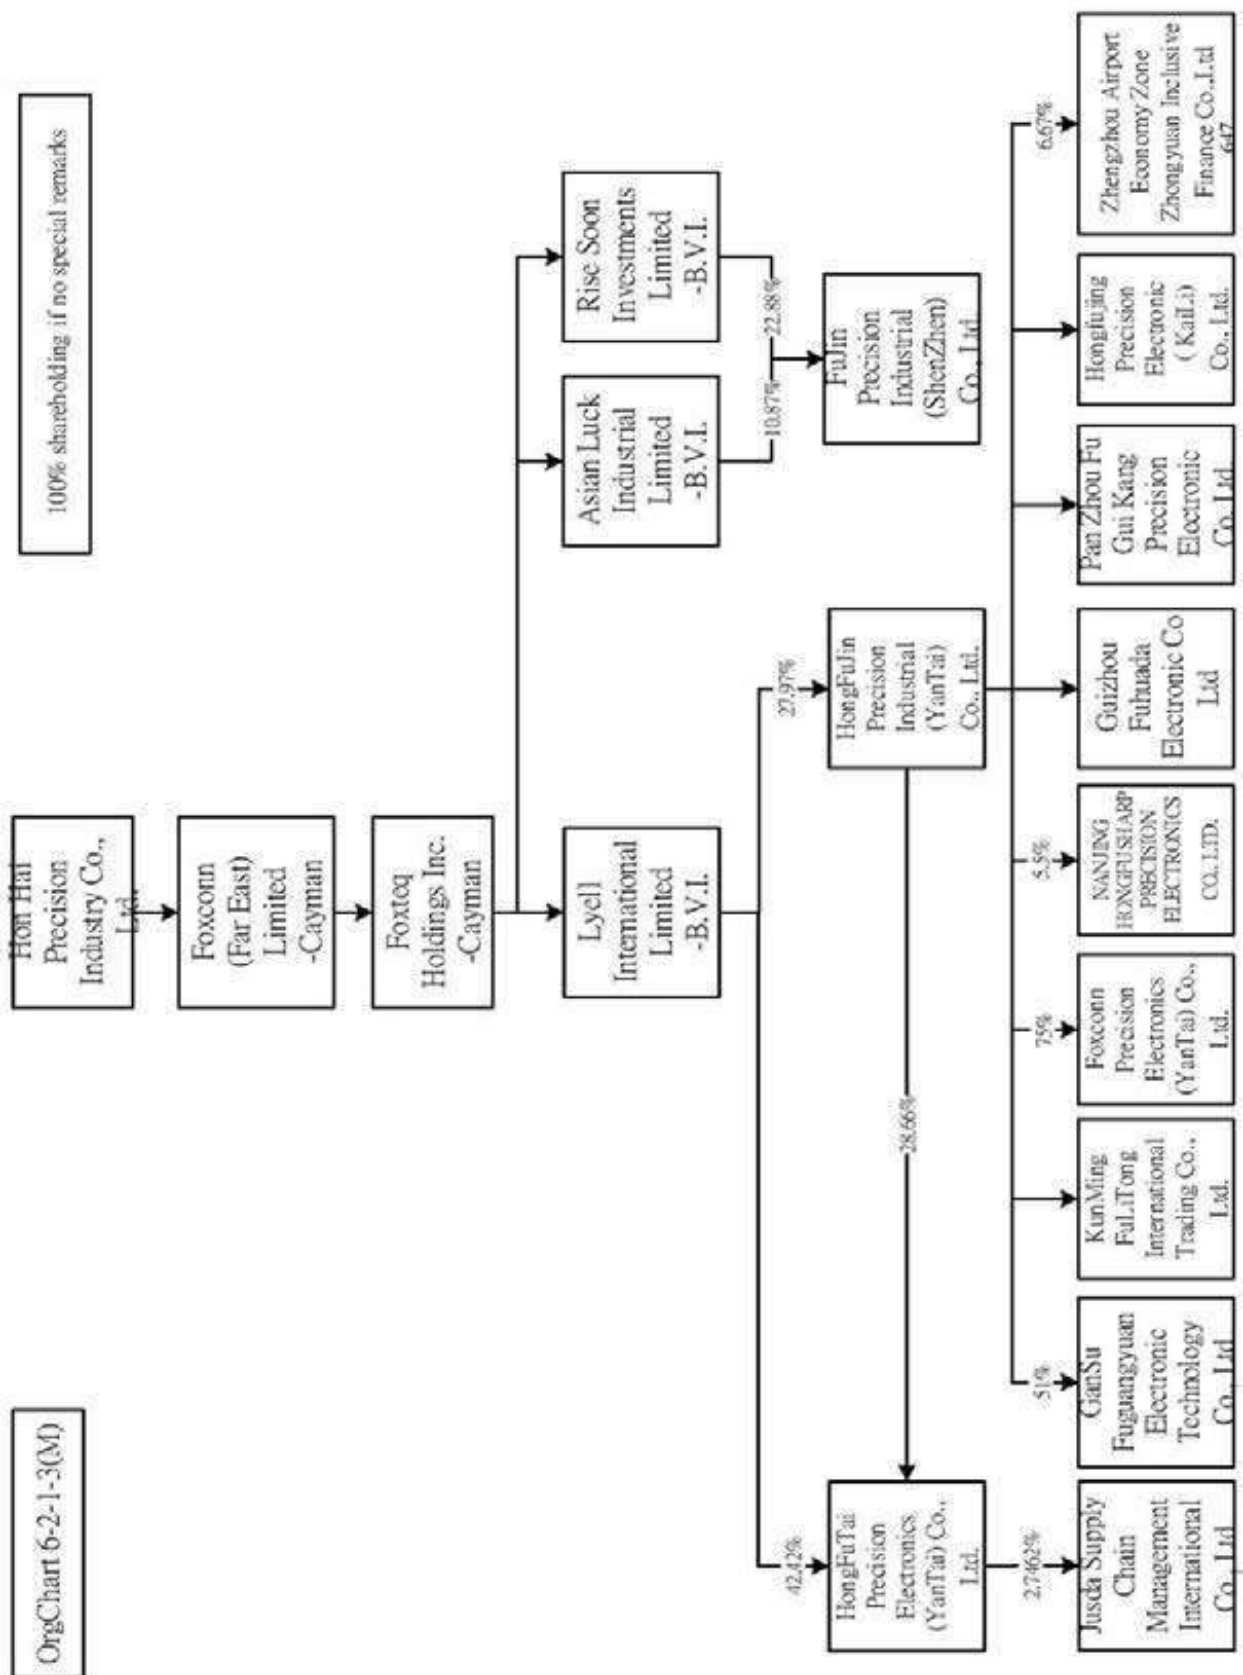 OrgChart 6-2-1-3(M)
100% shareholding if no special remarks
Hon Hai
Precision
Industry Co.,
Ltd.
Foxconn
(Far East)
Limited
-Cayman
Foxteq
Holdings Inc.
-Cayman
Lyell
International
Limited
-B.V.I.
Asian Luck
Industrial
Limited
-B.V.I.
Rise Soon
Investments
Limited
-B.V.I.
42.42%
27.97%
10.87%
22.88%
HongFuTai
Precision
Electronics
(YanTai) Co.,
Ltd.
28.66%
HongFuJin
Precision
Industrial
(YanTai)
Co., Ltd.
FuJin
Precision
Industrial
(ShenZhen)
Co., Ltd.
2.7462%
51%
75%
5.5%
6.67%
Jusda Supply
Chain
Management
International
Co., Ltd
GanSu
Fuguangyuan
Electronic
Technology
Co., Ltd
KunMing
FuLiTong
International
Trading Co.,
Ltd.
Foxconn
Precision
Electronics
(YanTai) Co.,
Ltd.
NANJING
HONGFUSHARP
PRECISION
ELECTRONICS
CO., LTD.
Guizhou
Fuhuada
Electronic Co
Ltd
Pan Zhou Fu
Gui Kang
Precision
Electronic
Co., Ltd
Hongfujing
Precision
Electronic
( KaiLi )
Co., Ltd.
Zhengzhou Airport
Economy Zone
Zhongyuan Inclusive
Finance Co.,Ltd
647